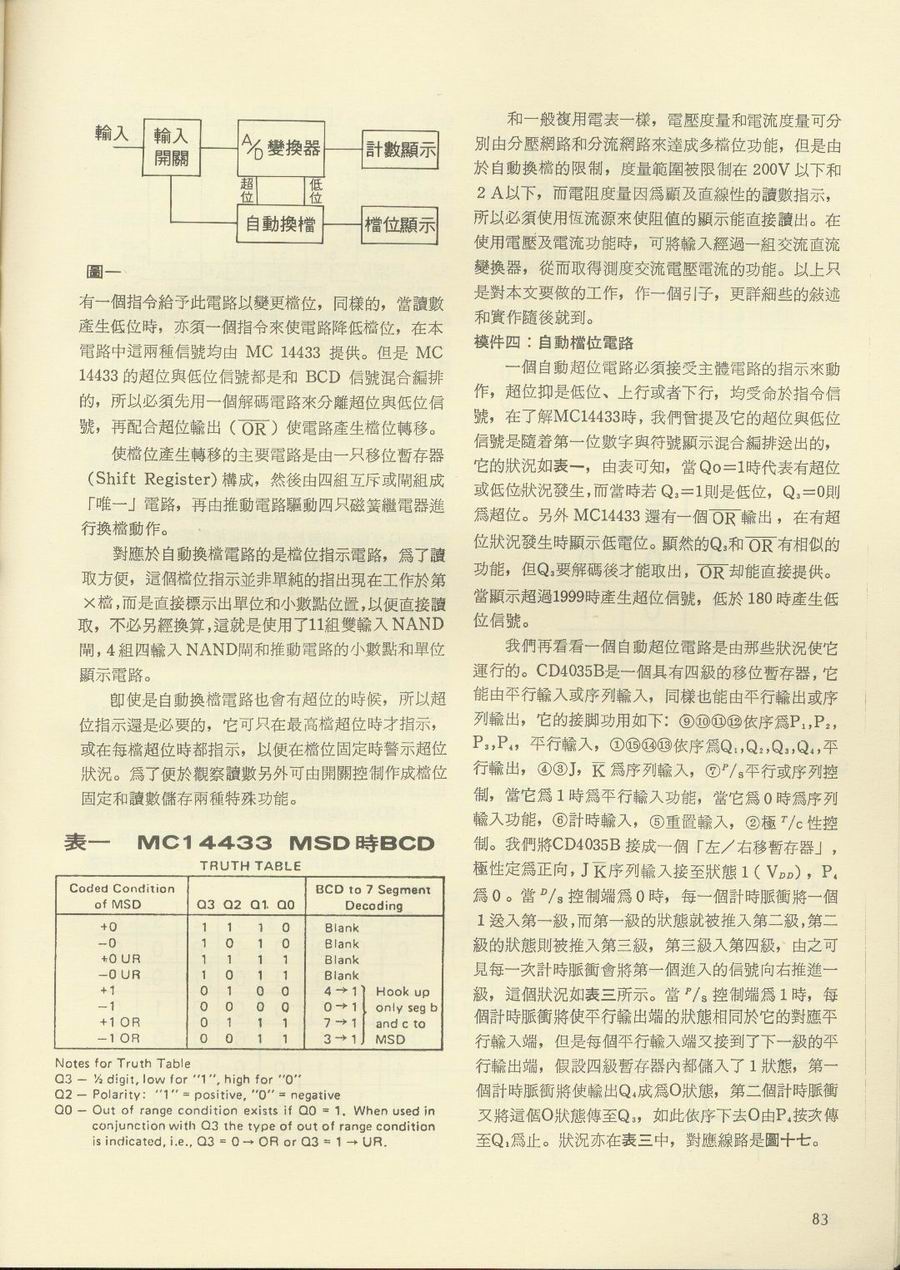 輸入
輸入
開關
A/D 變換器
計數顯示
超位
低位
自動換檔
檔位顯示
圖一
有一個指令給予此電路以變更檔位，同樣的，當讀數
產生低位時，亦須一個指令來使電路降低檔位，在本
電路中這兩種信號均由 MC 14433 提供。但是 MC
14433 的超位與低位信號都是和 BCD 信號混合編排
的，所以必須先用一個解碼電路來分離超位與低位信
號，再配合超位輸出（O̅R̅）使電路產生檔位轉移。
使檔位產生轉移的主要電路是由一只移位暫存器
（Shift Register）構成，然後由四組互斥或閘組成
「唯一」電路，再由推動電路驅動四只磁簧繼電器進
行換檔動作。
對應於自動換檔電路的是檔位指示電路，爲了讀
取方便，這個檔位指示並非單純的指出現在工作於第
×檔,而是直接標示出單位和小數點位置,以便直接讀
取，不必另經換算,這就是使用了11組雙輸入 NAND
閘，4 組四輸入 NAND閘和推動電路的小數點和單位
顯示電路。
卽使是自動換檔電路也會有超位的時候，所以超
位指示還是必要的，它可只在最高檔超位時才指示，
或在每檔超位時都指示，以便在檔位固定時警示超位
狀況。爲了便於觀察讀數另外可由開關控制作成檔位
固定和讀數儲存兩種特殊功能。
表一 MC14433 MSD 時BCD
TRUTH TABLE
Coded Condition of MSD Q3 Q2 Q1. Q0 BCD to 7 Segment Decoding
+0 1 1 1 0 Blank
−0 1 0 1 0 Blank
+0 UR 1 1 1 1 Blank
−0 UR 1 0 1 1 Blank
+1 0 1 0 0 4→1 Hook up
−1 0 0 0 0 0→1 only seg b
+1 OR 0 1 1 1 7→1 and c to
−1 OR 0 0 1 1 3→1 MSD
Notes for Truth Table
Q3 — ½ digit, low for "1", high for "0"
Q2 — Polarity: "1" = positive, "0" = negative
Q0 — Out of range condition exists if Q0 = 1. When used in
conjunction with Q3 the type of out of range condition
is indicated, i.e., Q3 = 0 → OR or Q3 = 1 → UR.
和一般複用電表一樣，電壓度量和電流度量可分
別由分壓網路和分流網路來達成多檔位功能，但是由
於自動換檔的限制，度量範圍被限制在 200V 以下和
2 A以下，而電阻度量因爲顧及直線性的讀數指示，
所以必須使用恆流源來使阻值的顯示能直接讀出。在
使用電壓及電流功能時，可將輸入經過一組交流直流
變換器，從而取得測度交流電壓電流的功能。以上只
是對本文要做的工作，作一個引子，更詳細些的敍述
和實作隨後就到。
模件四：自動檔位電路
一個自動超位電路必須接受主體電路的指示來動
作，超位抑是低位、上行或者下行，均受命於指令信
號，在了解MC14433時，我們曾提及它的超位與低位
信號是隨着第一位數字與符號顯示混合編排送出的，
它的狀況如表一，由表可知，當 Qo=1時代表有超位
或低位狀況發生,而當時若 Q₃=1則是低位，Q₃=0則
爲超位。另外 MC14433 還有一個 O̅R̅ 輸出，在有超
位狀況發生時顯示低電位。顯然的Q₃和 O̅R̅ 有相似的
功能，但Q₃要解碼後才能取出，O̅R̅ 却能直接提供。
當顯示超過1999時產生超位信號，低於 180 時產生低
位信號。
我們再看看一個自動超位電路是由那些狀況使它
運行的。CD4035B是一個具有四級的移位暫存器，它
能由平行輸入或序列輸入，同樣也能由平行輸出或序
列輸出，它的接脚功用如下：⑨⑩⑪⑫依序爲P₁,P₂,
P₃,P₄，平行輸入，①⑮⑭⑬依序爲Q₁,Q₂,Q₃,Q₄,平
行輸出，④③J，K̅ 爲序列輸入，⑦P/s平行或序列控
制，當它爲 1 時爲平行輸入功能，當它爲 0 時爲序列
輸入功能，⑥計時輸入，⑤重置輸入，②極 T/c 性控
制。我們將CD4035B 接成一個「左／右移暫存器」，
極性定爲正向，J K̅序列輸入接至狀態 1（ V_DD），P₄
爲 0 。當 P/s 控制端爲 0 時，每一個計時脈衝將一個
1 送入第一級,而第一級的狀態就被推入第二級,第二
級的狀態則被推入第三級，第三級入第四級，由之可
見每一次計時脈衝會將第一個進入的信號向右推進一
級，這個狀況如表三所示。當 P/s 控制端爲 1 時，每
個計時脈衝將使平行輸出端的狀態相同於它的對應平
行輸入端，但是每個平行輸入端又接到了下一級的平
行輸出端，假設四級暫存器內都儲入了 1 狀態，第一
個計時脈衝將使輸出Q₄成爲O狀態，第二個計時脈衝
又將這個O狀態傳至Q₃，如此依序下去O由P₄按次傳
至Q₁爲止。狀況亦在表三中，對應線路是圖十七。
83